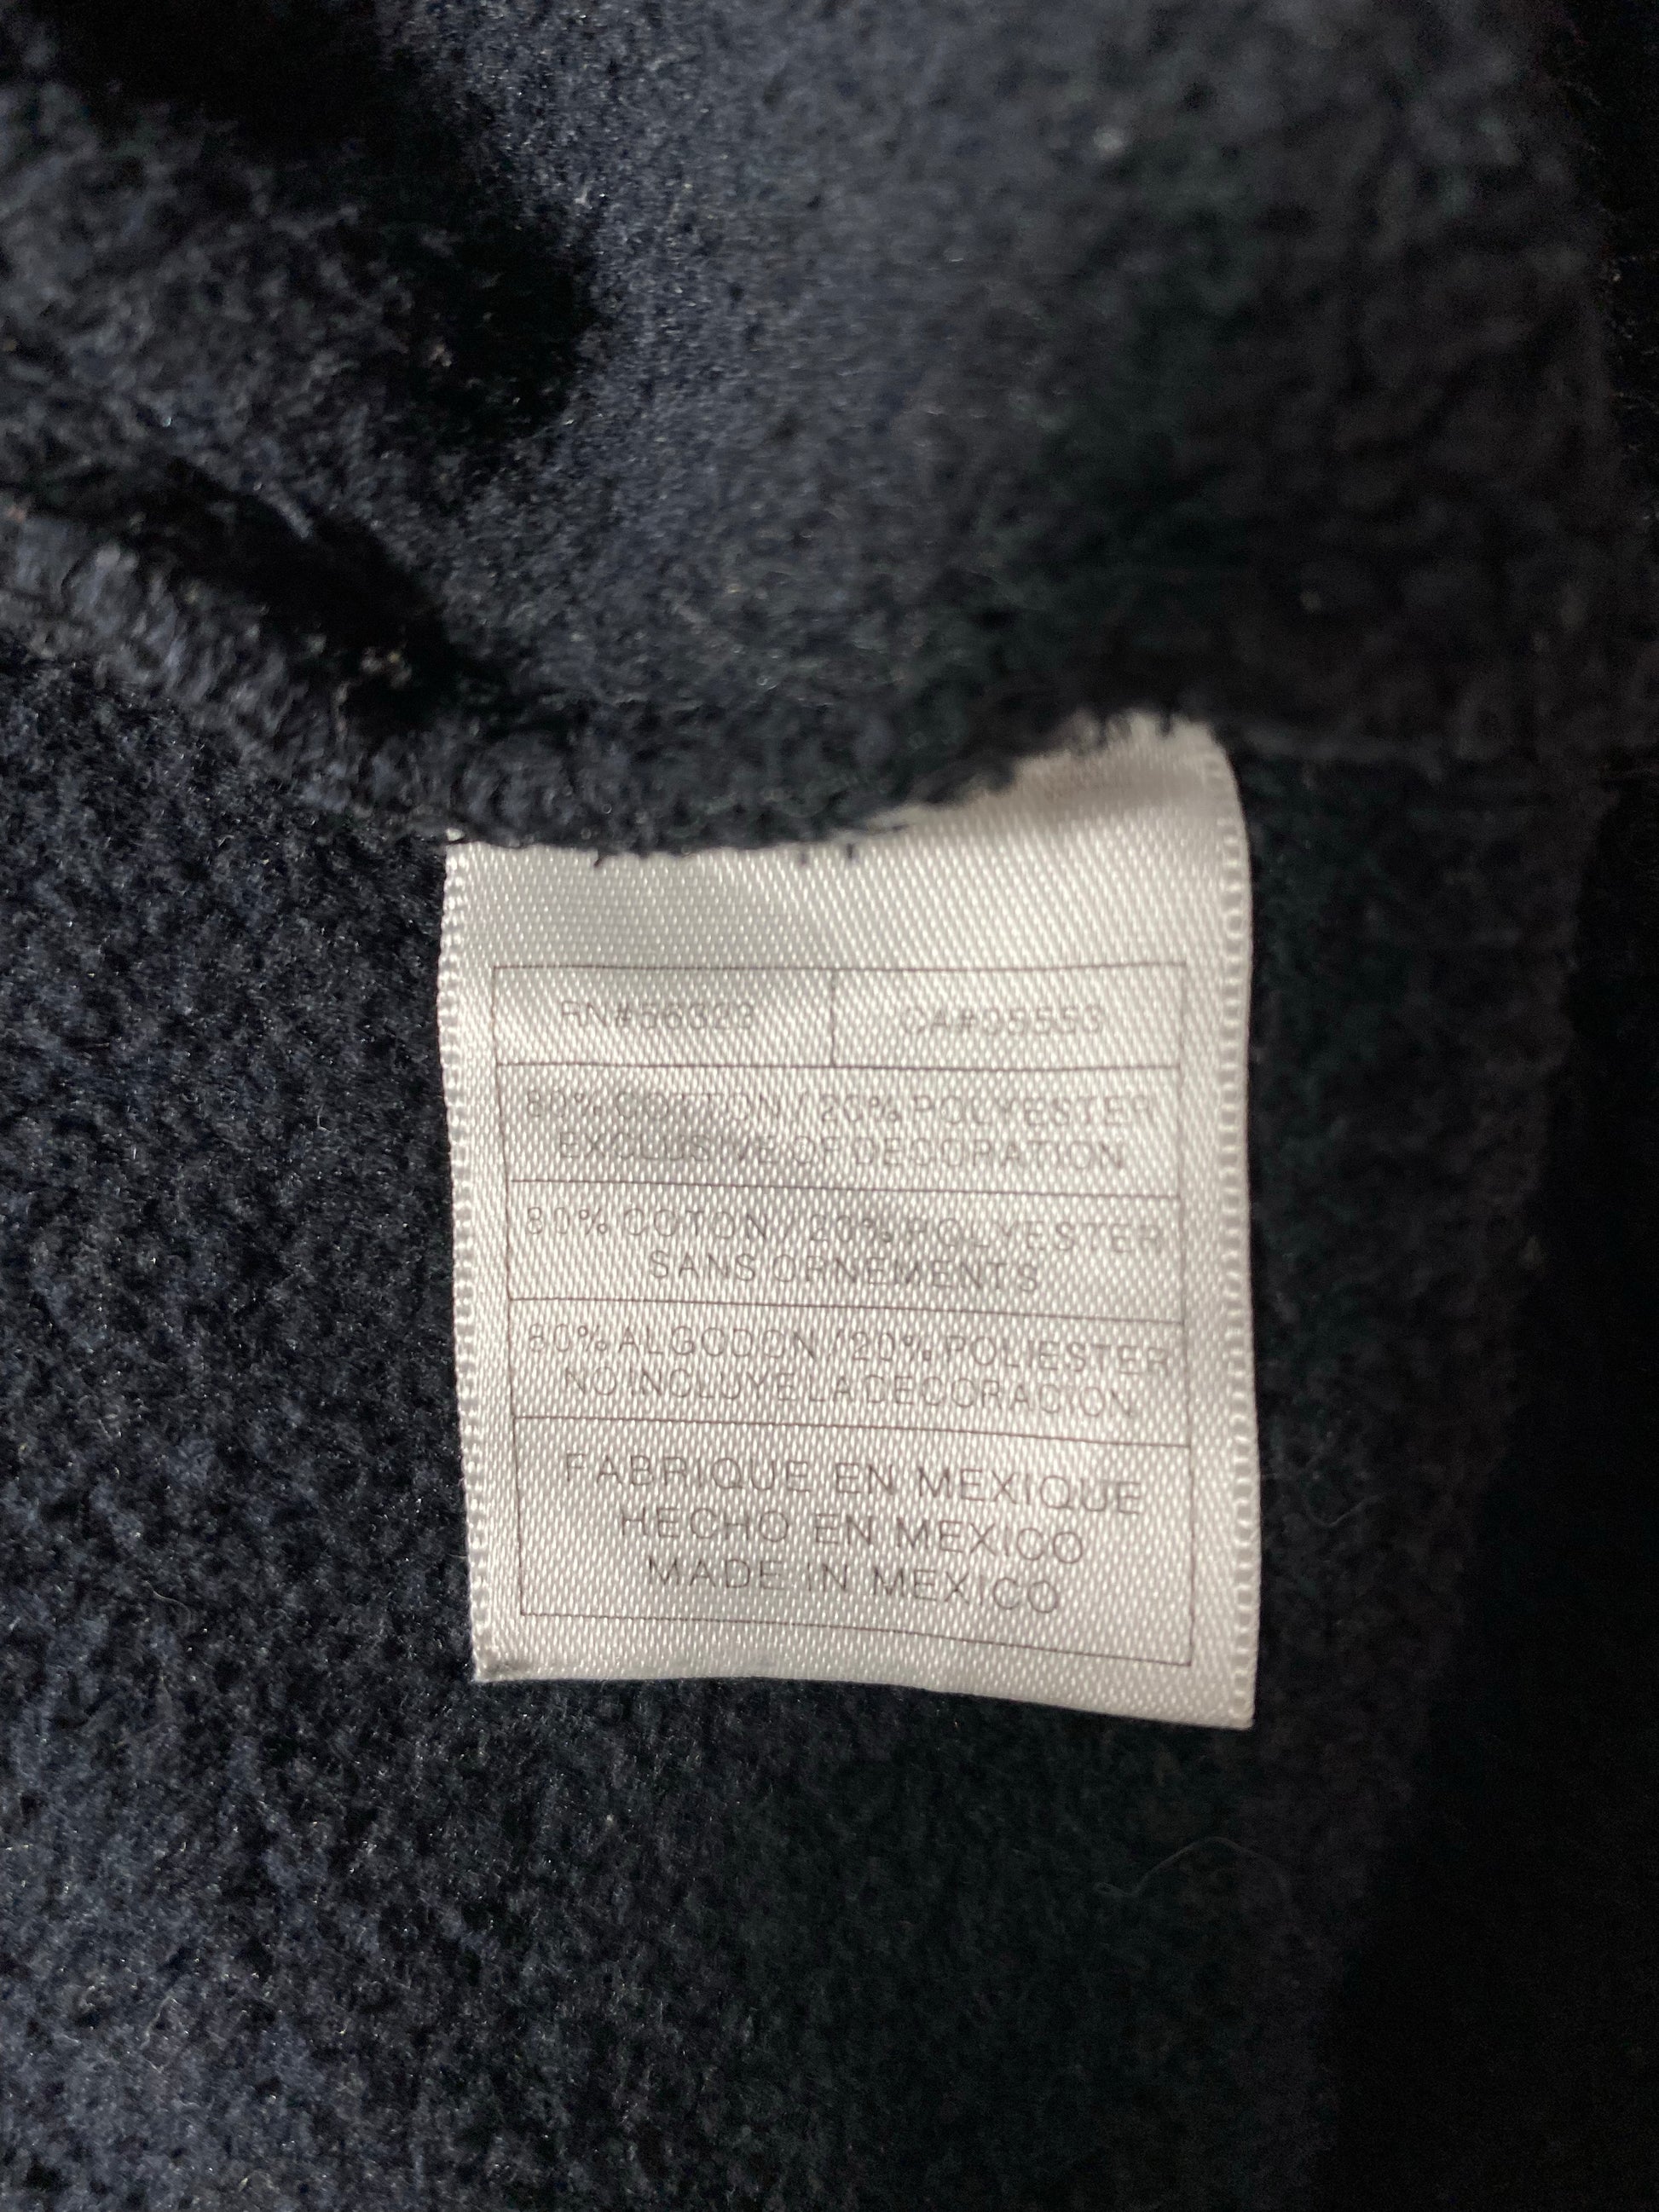 RN#56323 CA#05553
80% COTTON / 20% POLYESTER
EXCLUSIVE OF DECORATION
80% COTON / 20% POLYESTER
SANS ORNEMENTS
80% ALGODON / 20% POLIESTER
NO INCLUYE LA DECORACION
FABRIQUE EN MEXIQUE
HECHO EN MEXICO
MADE IN MEXICO